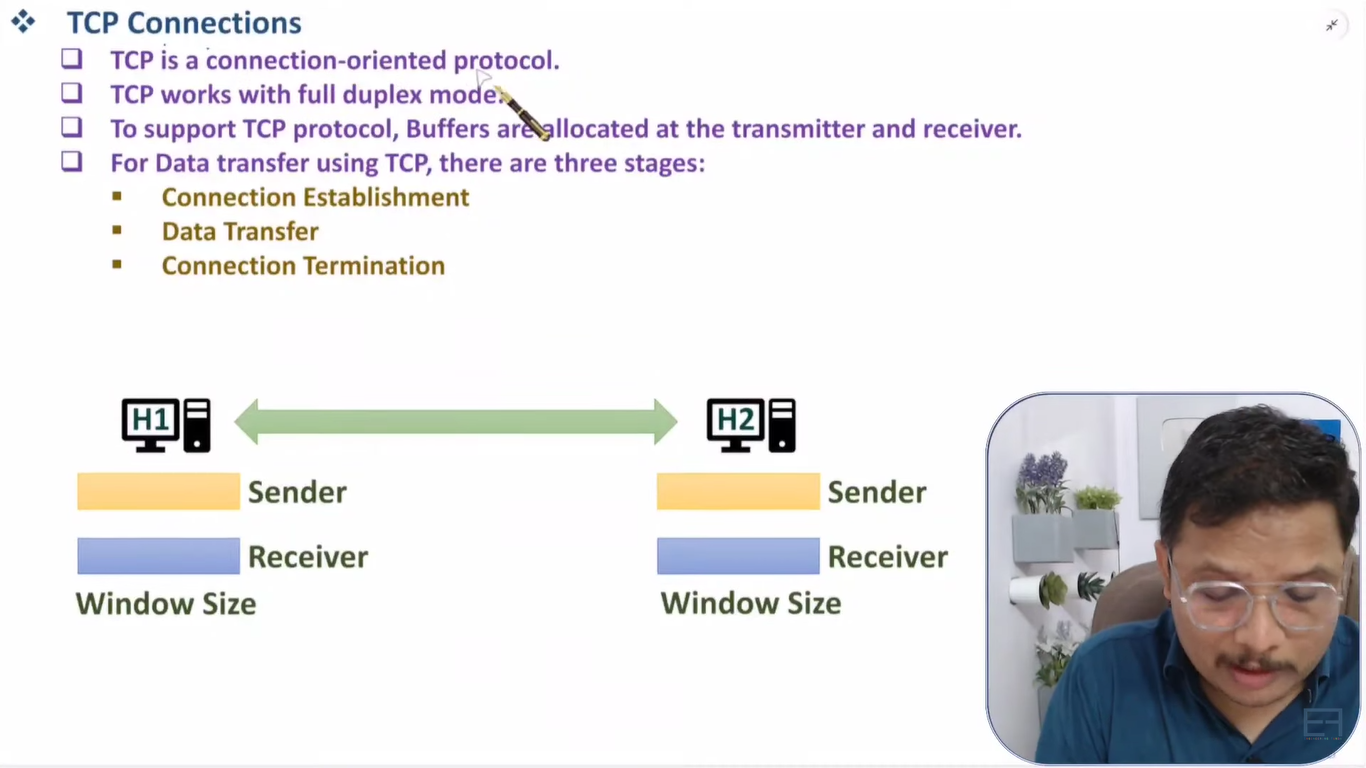 TCP Connections
TCP is a connection-oriented protocol.
TCP works with full duplex mode.
To support TCP protocol, Buffers are allocated at the transmitter and receiver.
For Data transfer using TCP, there are three stages:
Connection Establishment
Data Transfer
Connection Termination
H1
H2
Sender
Sender
Receiver
Receiver
Window Size
Window Size